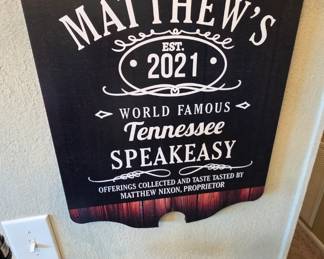 MATTHEW'S
EST.
2021
WORLD FAMOUS
Tennessee
SPEAKEASY
OFFERINGS COLLECTED AND TASTE TASTED BY
MATTHEW NIXON, PROPRIETOR